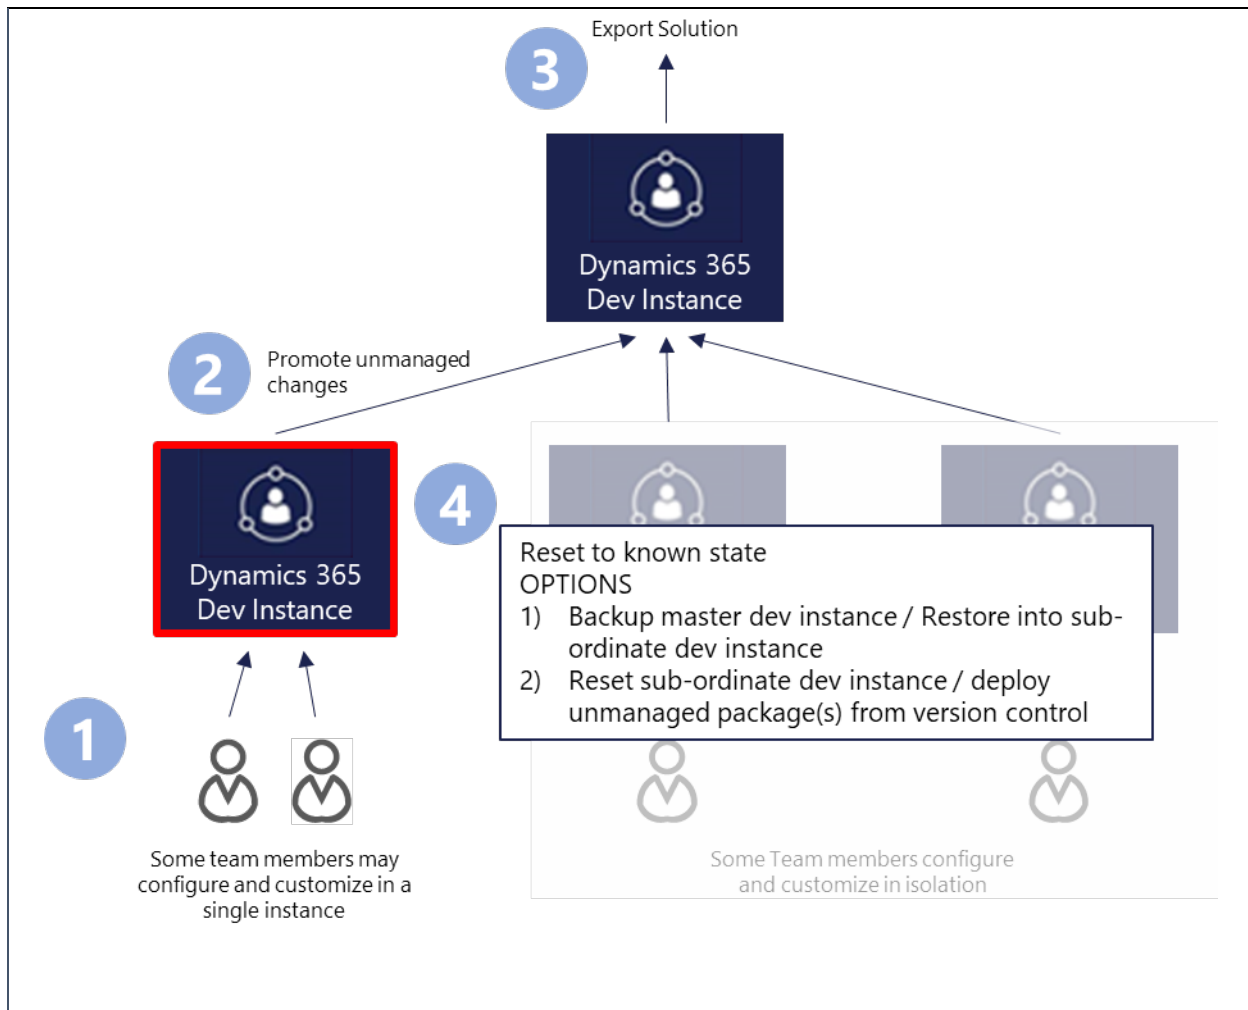 Export Solution
3
Dynamics 365
Dev Instance
2
Promote unmanaged
changes
Dynamics 365
Dev Instance
4
Reset to known state
OPTIONS
1) Backup master dev instance / Restore into sub-
ordinate dev instance
2) Reset sub-ordinate dev instance / deploy
unmanaged package(s) from version control
1
Some team members may
configure and customize in a
single instance
Some Team members configure
and customize in isolation